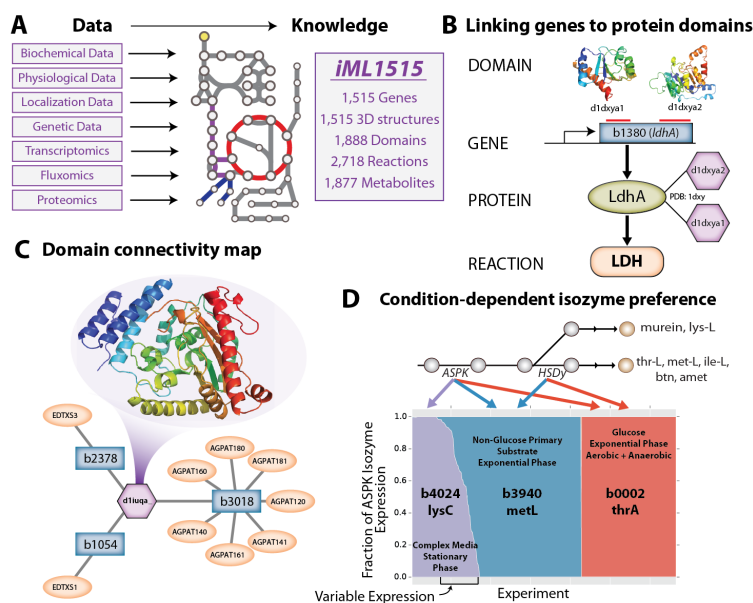 A
Data
Knowledge
Biochemical Data
Physiological Data
Localization Data
Genetic Data
Transcriptomics
Fluxomics
Proteomics
iML1515
1,515 Genes
1,515 3D structures
1,888 Domains
2,718 Reactions
1,877 Metabolites
B Linking genes to protein domains
DOMAIN
d1dxya1
d1dxya2
GENE
b1380 (ldhA)
PROTEIN
LdhA
PDB: 1dxy
d1dxya2
d1dxya1
REACTION
LDH
C Domain connectivity map
EDTXS3
b2378
d1iuqa_
b1054
EDTXS1
b3018
AGPAT180
AGPAT181
AGPAT160
AGPAT120
AGPAT140
AGPAT141
AGPAT161
D Condition-dependent isozyme preference
murein, lys-L
thr-L, met-L, ile-L,
btn, amet
ASPK
HSDy
Fraction of ASPK Isozyme
Expression
1.0
0.8
0.6
0.4
0.2
0.0
b4024
lysC
Complex Media
Stationary
Phase
Non-Glucose Primary
Substrate
Exponential Phase
b3940
metL
Glucose
Exponential Phase
Aerobic + Anaerobic
b0002
thrA
Variable Expression
Experiment